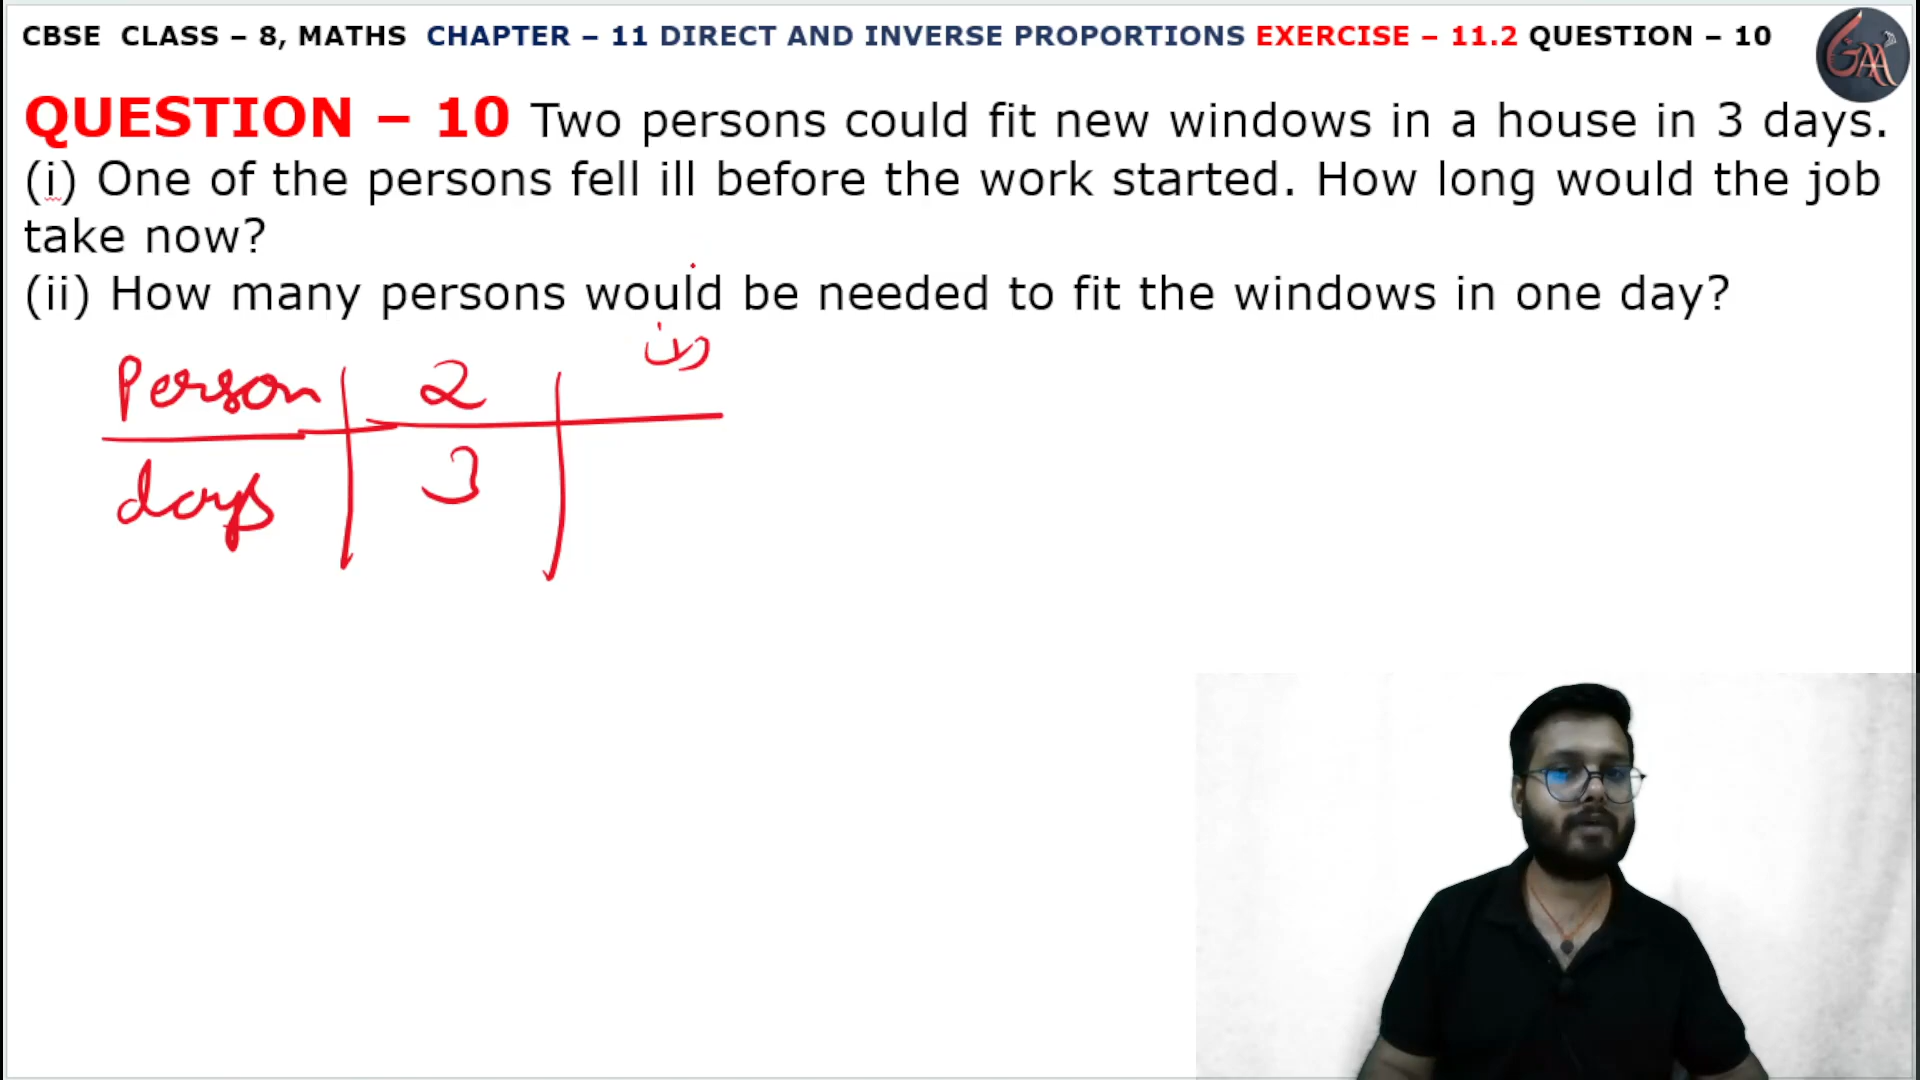 CBSE CLASS – 8, MATHS CHAPTER – 11 DIRECT AND INVERSE PROPORTIONS EXERCISE – 11.2 QUESTION – 10
QUESTION – 10 Two persons could fit new windows in a house in 3 days.
(i) One of the persons fell ill before the work started. How long would the job
take now?
(ii) How many persons would be needed to fit the windows in one day?
Person 2
days 3